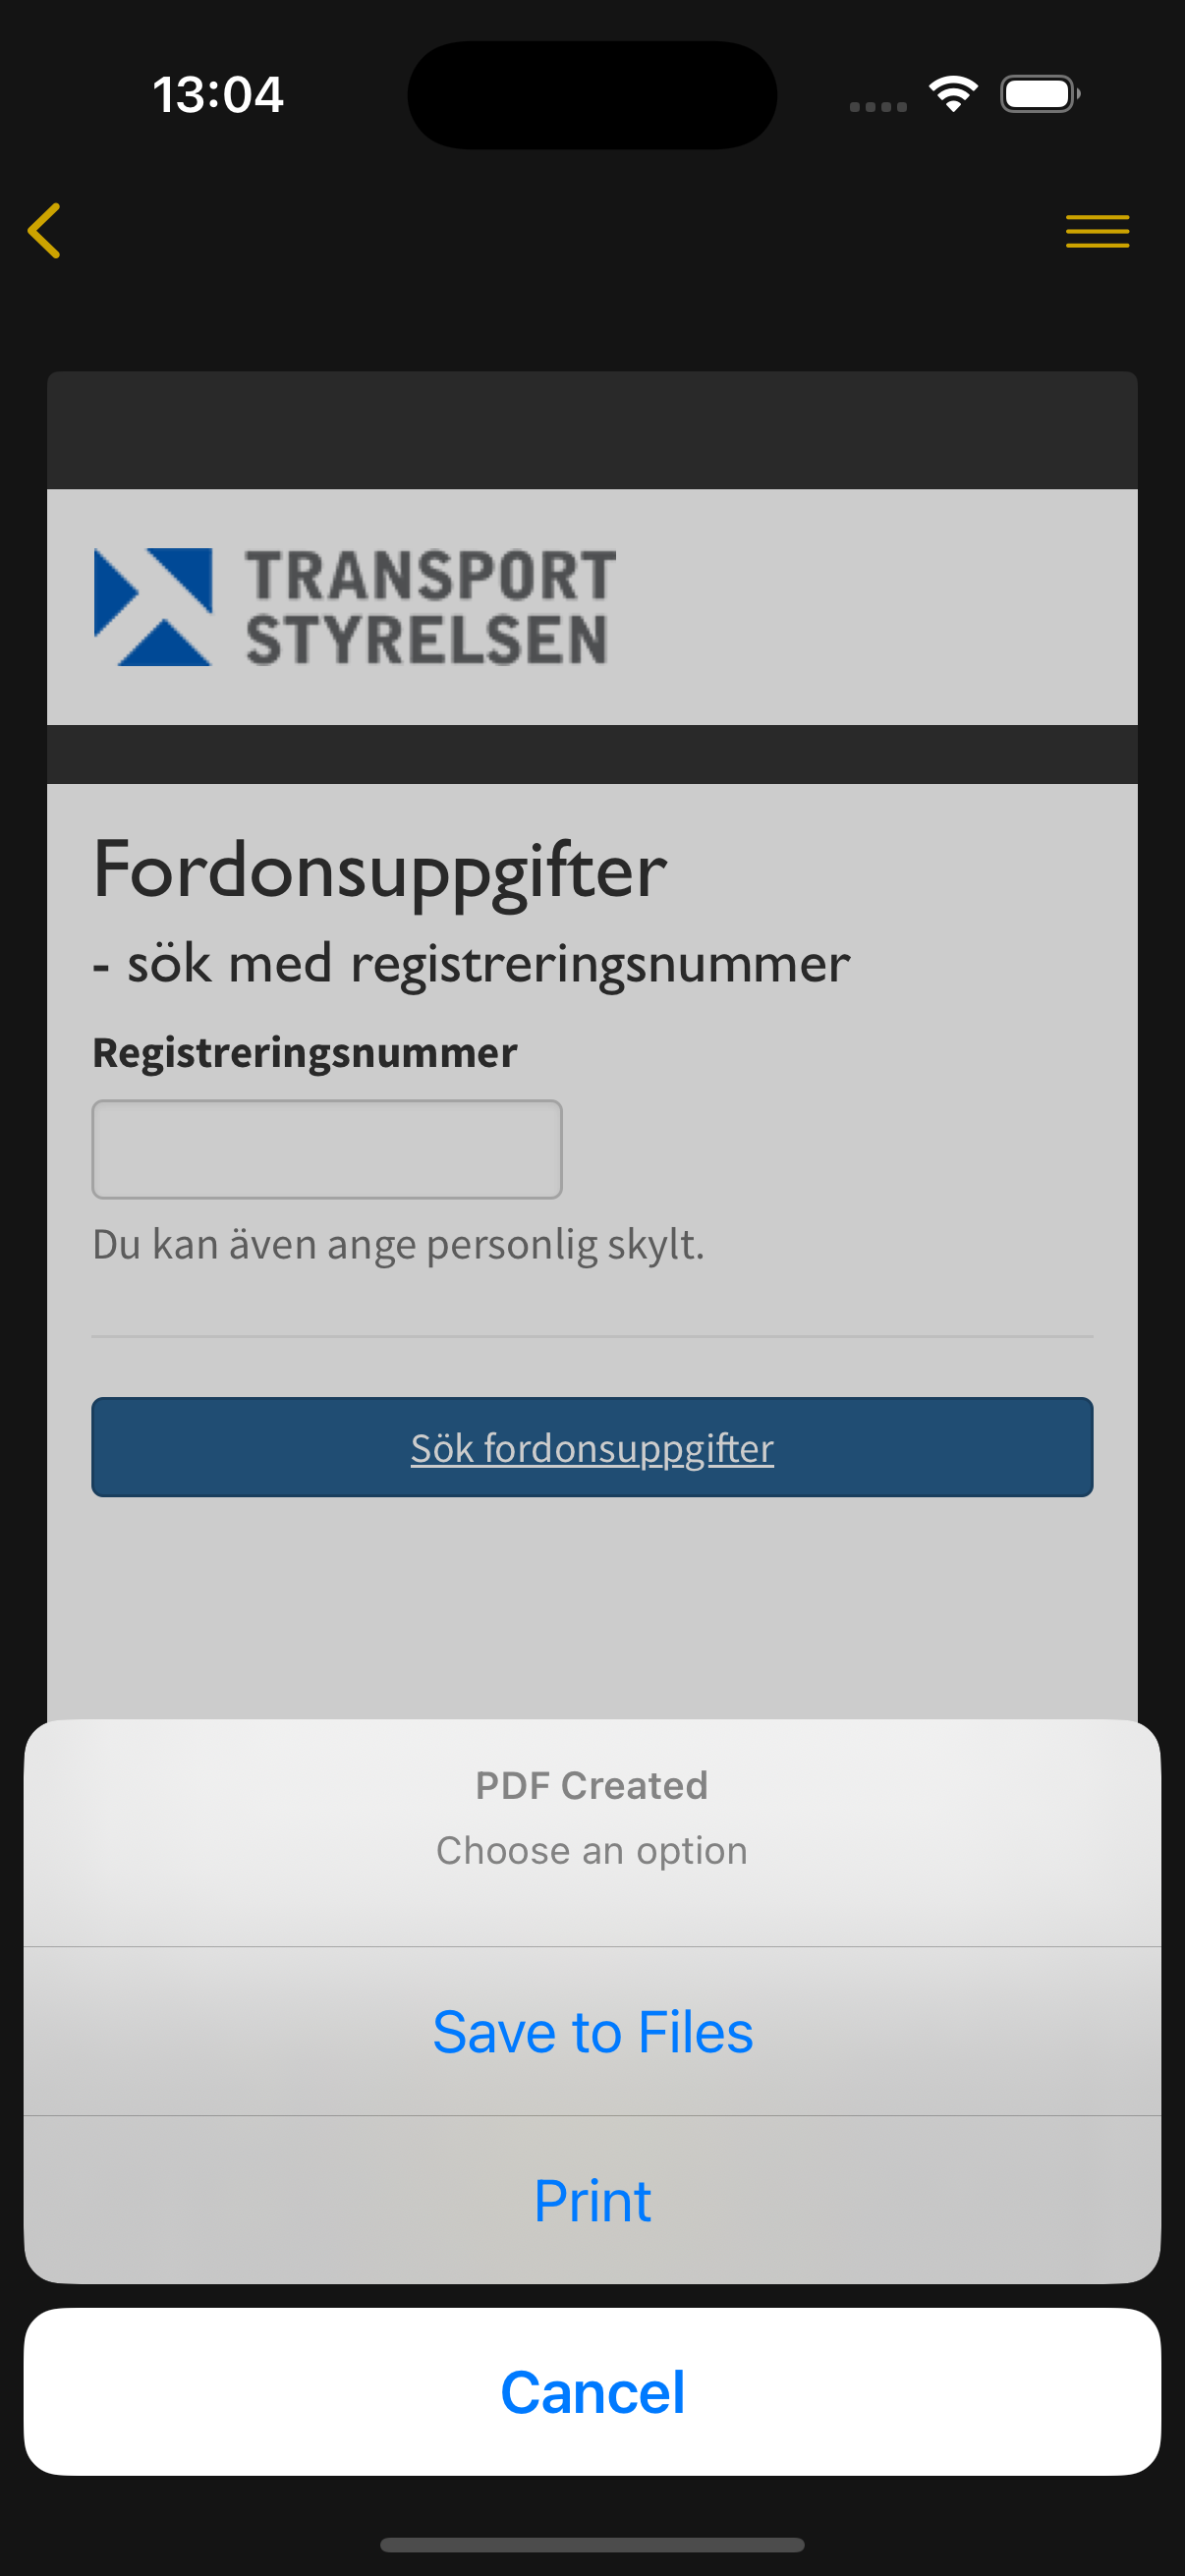 13:04
TRANSPORT
STYRELSEN
Fordonsuppgifter
- sök med registreringsnummer
Registreringsnummer
Du kan även ange personlig skylt.
Sök fordonsuppgifter
PDF Created
Choose an option
Save to Files
Print
Cancel